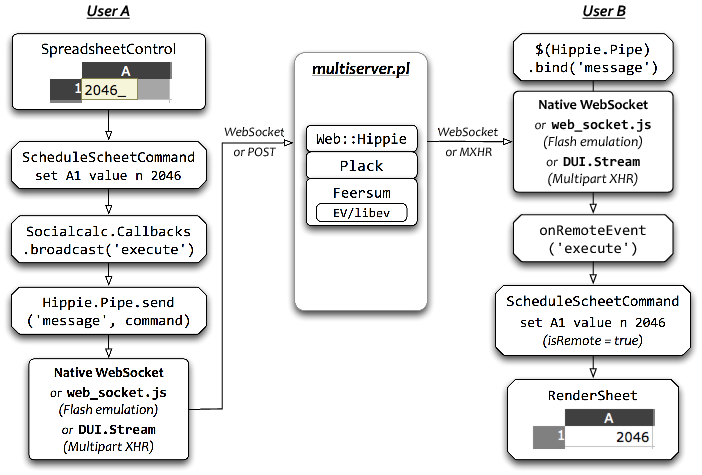 User A
SpreadsheetControl
A
1 2046_
ScheduleScheetCommand
set A1 value n 2046
Socialcalc.Callbacks
.broadcast('execute')
Hippie.Pipe.send
('message', command)
Native WebSocket
or web_socket.js
(Flash emulation)
or DUI.Stream
(Multipart XHR)
WebSocket
or POST
multiserver.pl
Web::Hippie
Plack
Feersum
EV/libev
WebSocket
or MXHR
User B
$(Hippie.Pipe)
.bind('message')
Native WebSocket
or web_socket.js
(Flash emulation)
or DUI.Stream
(Multipart XHR)
onRemoteEvent
('execute')
ScheduleScheetCommand
set A1 value n 2046
(isRemote = true)
RenderSheet
A
1 2046